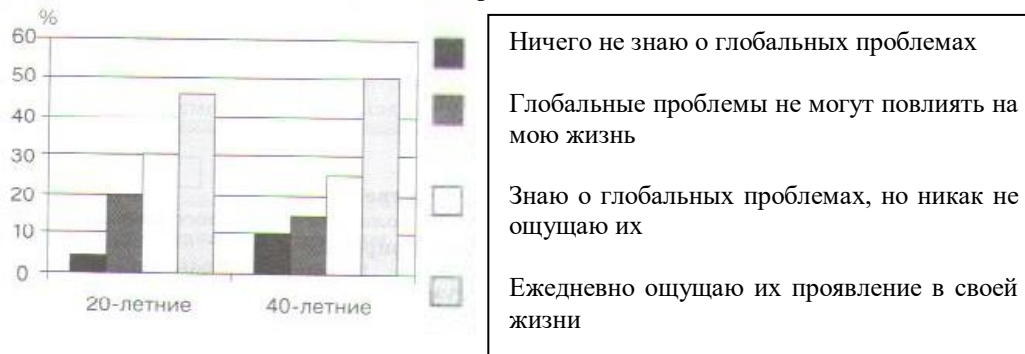 %
60
50
40
30
20
10
0
20-летние
40-летние
Ничего не знаю о глобальных проблемах
Глобальные проблемы не могут повлиять на
мою жизнь
Знаю о глобальных проблемах, но никак не
ощущаю их
Ежедневно ощущаю их проявление в своей
жизни